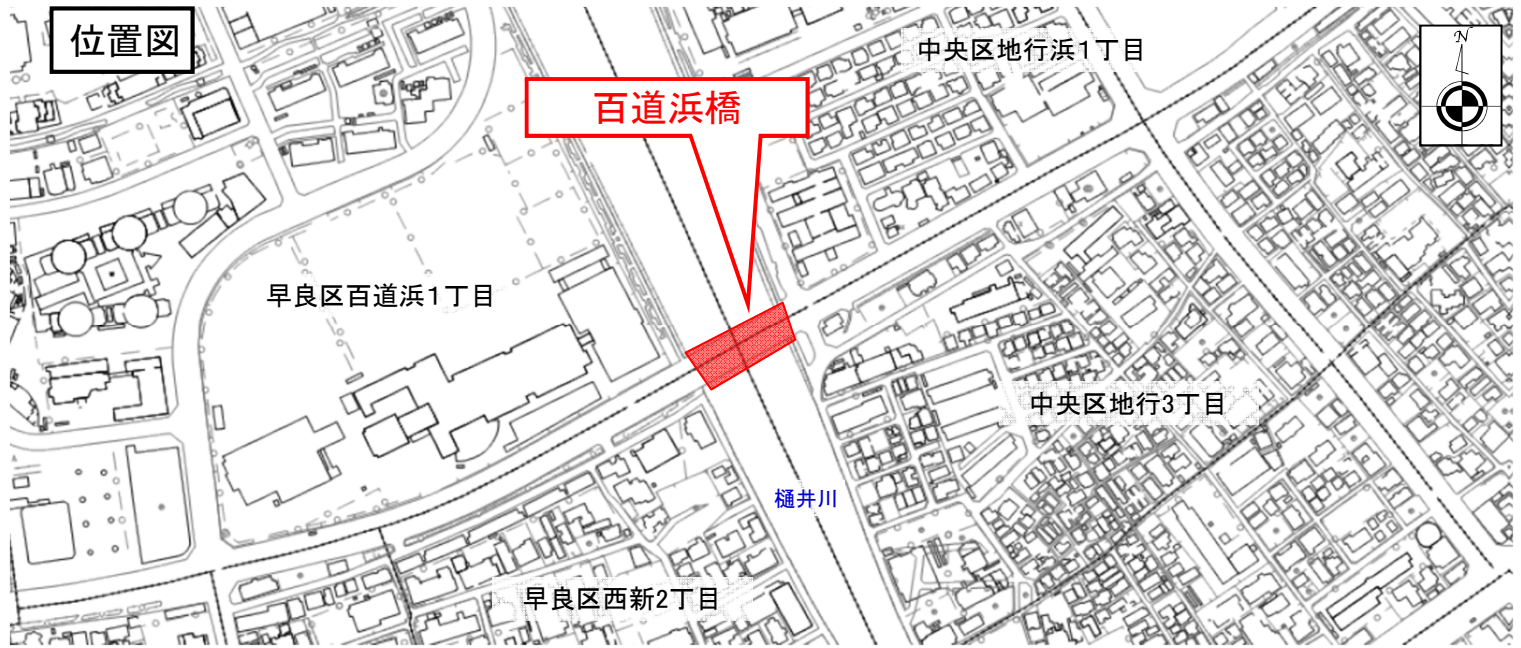 位置図
中央区地行浜1丁目
N
百道浜橋
早良区百道浜1丁目
中央区地行3丁目
樋井川
早良区西新2丁目